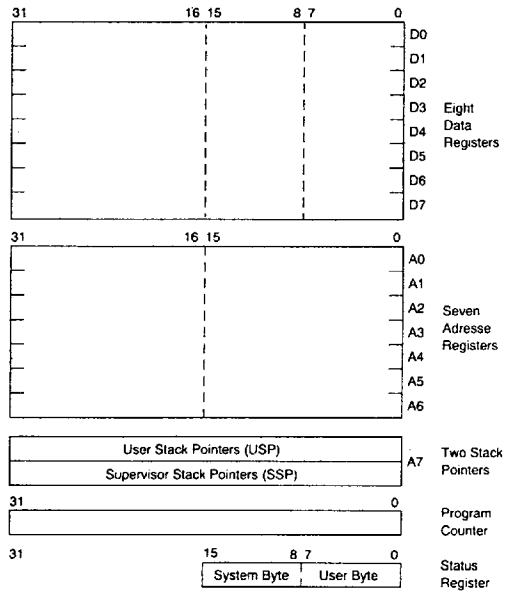 31 16 15 8 7 0
D0
D1
D2
D3
D4
D5
D6
D7
Eight
Data
Registers
31 16 15 0
A0
A1
A2
A3
A4
A5
A6
Seven
Adresse
Registers
User Stack Pointers (USP)
Supervisor Stack Pointers (SSP)
A7
Two Stack
Pointers
31 0
Program
Counter
31 15 8 7 0
System Byte User Byte
Status
Register